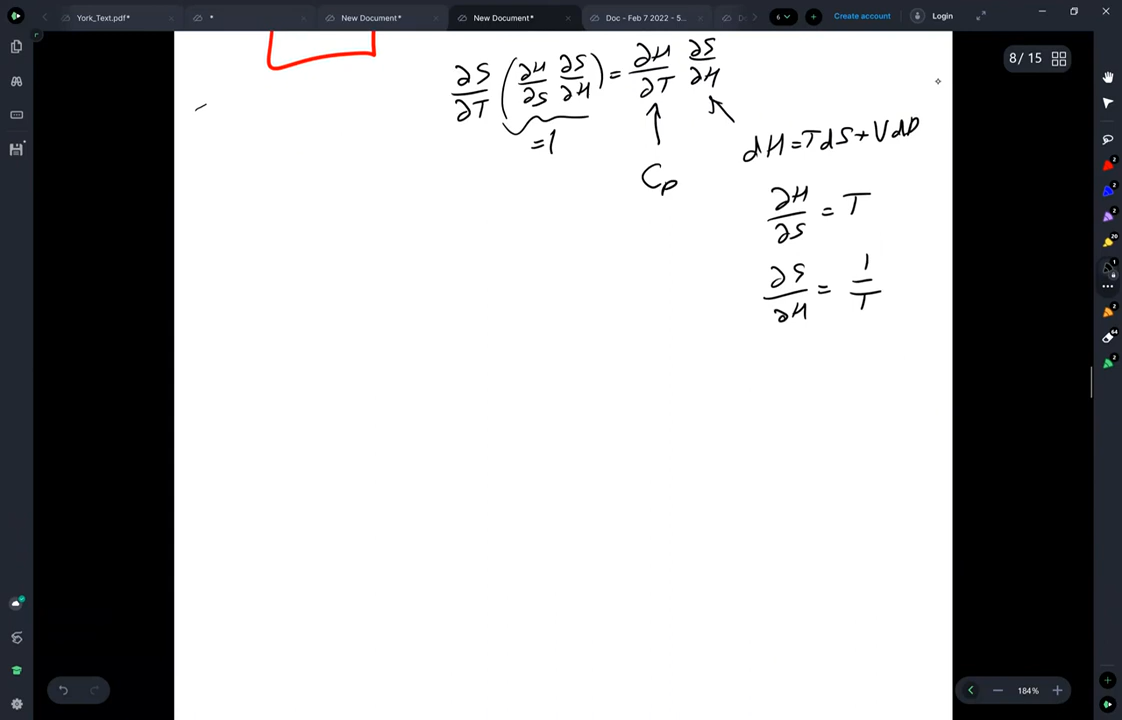 York_Text.pdf* * New Document* New Document* Doc - Feb 7 2022 - 5... 6 Create account Login
8 / 15
∂S/∂T (∂H/∂S ∂S/∂H) = ∂H/∂T ∂S/∂H
=1
Cp
dH=TdS+VdP
∂H/∂S = T
∂S/∂H = 1/T
184%